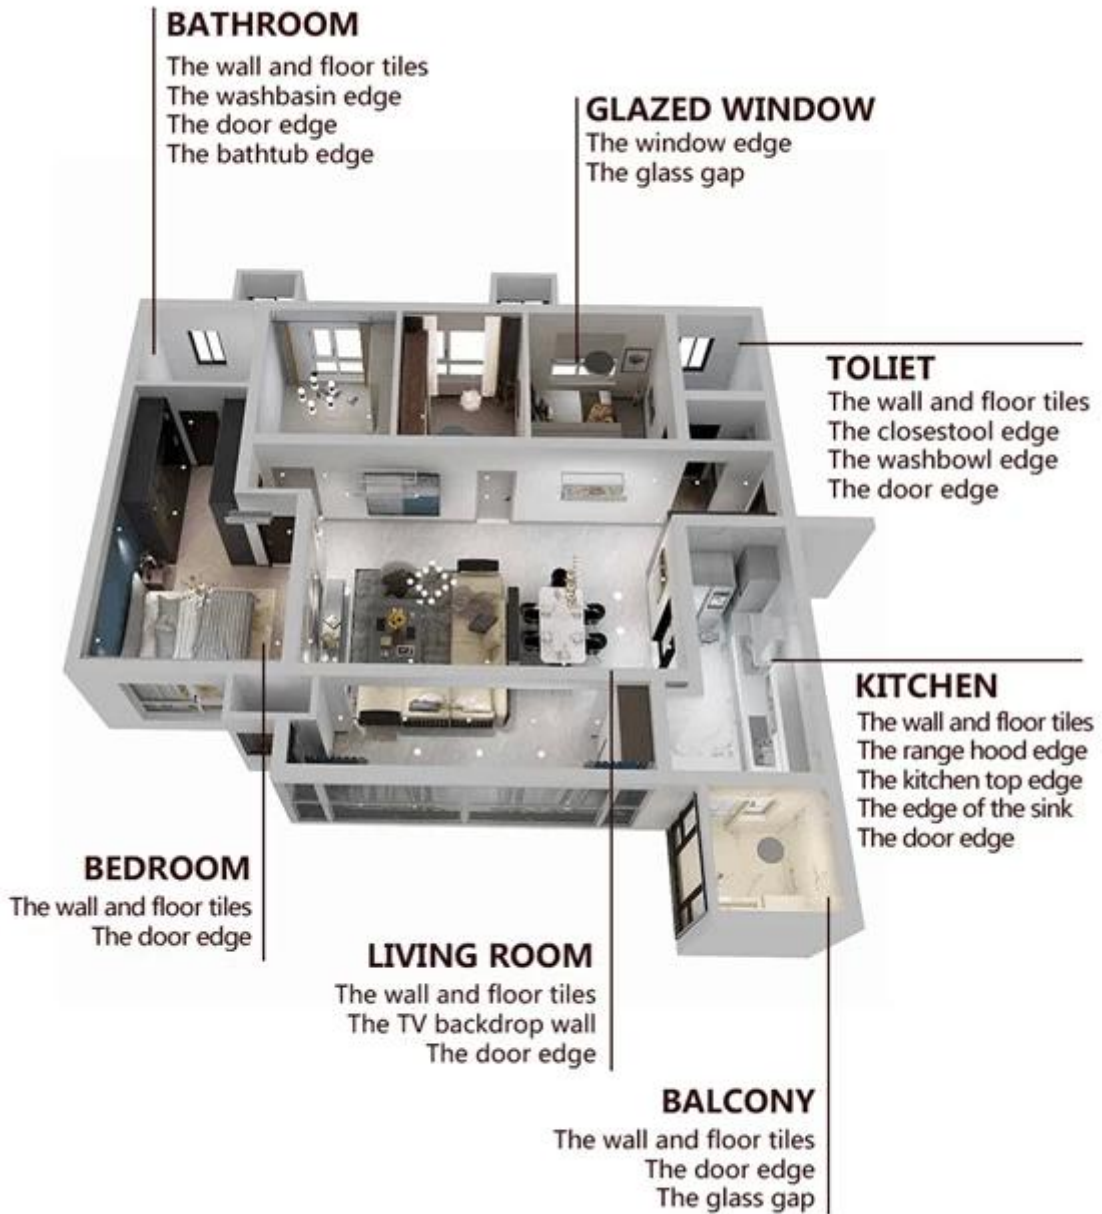 BATHROOM
The wall and floor tiles
The washbasin edge
The door edge
The bathtub edge
GLAZED WINDOW
The window edge
The glass gap
TOLIET
The wall and floor tiles
The closestool edge
The washbowl edge
The door edge
KITCHEN
The wall and floor tiles
The range hood edge
The kitchen top edge
The edge of the sink
The door edge
BEDROOM
The wall and floor tiles
The door edge
LIVING ROOM
The wall and floor tiles
The TV backdrop wall
The door edge
BALCONY
The wall and floor tiles
The door edge
The glass gap